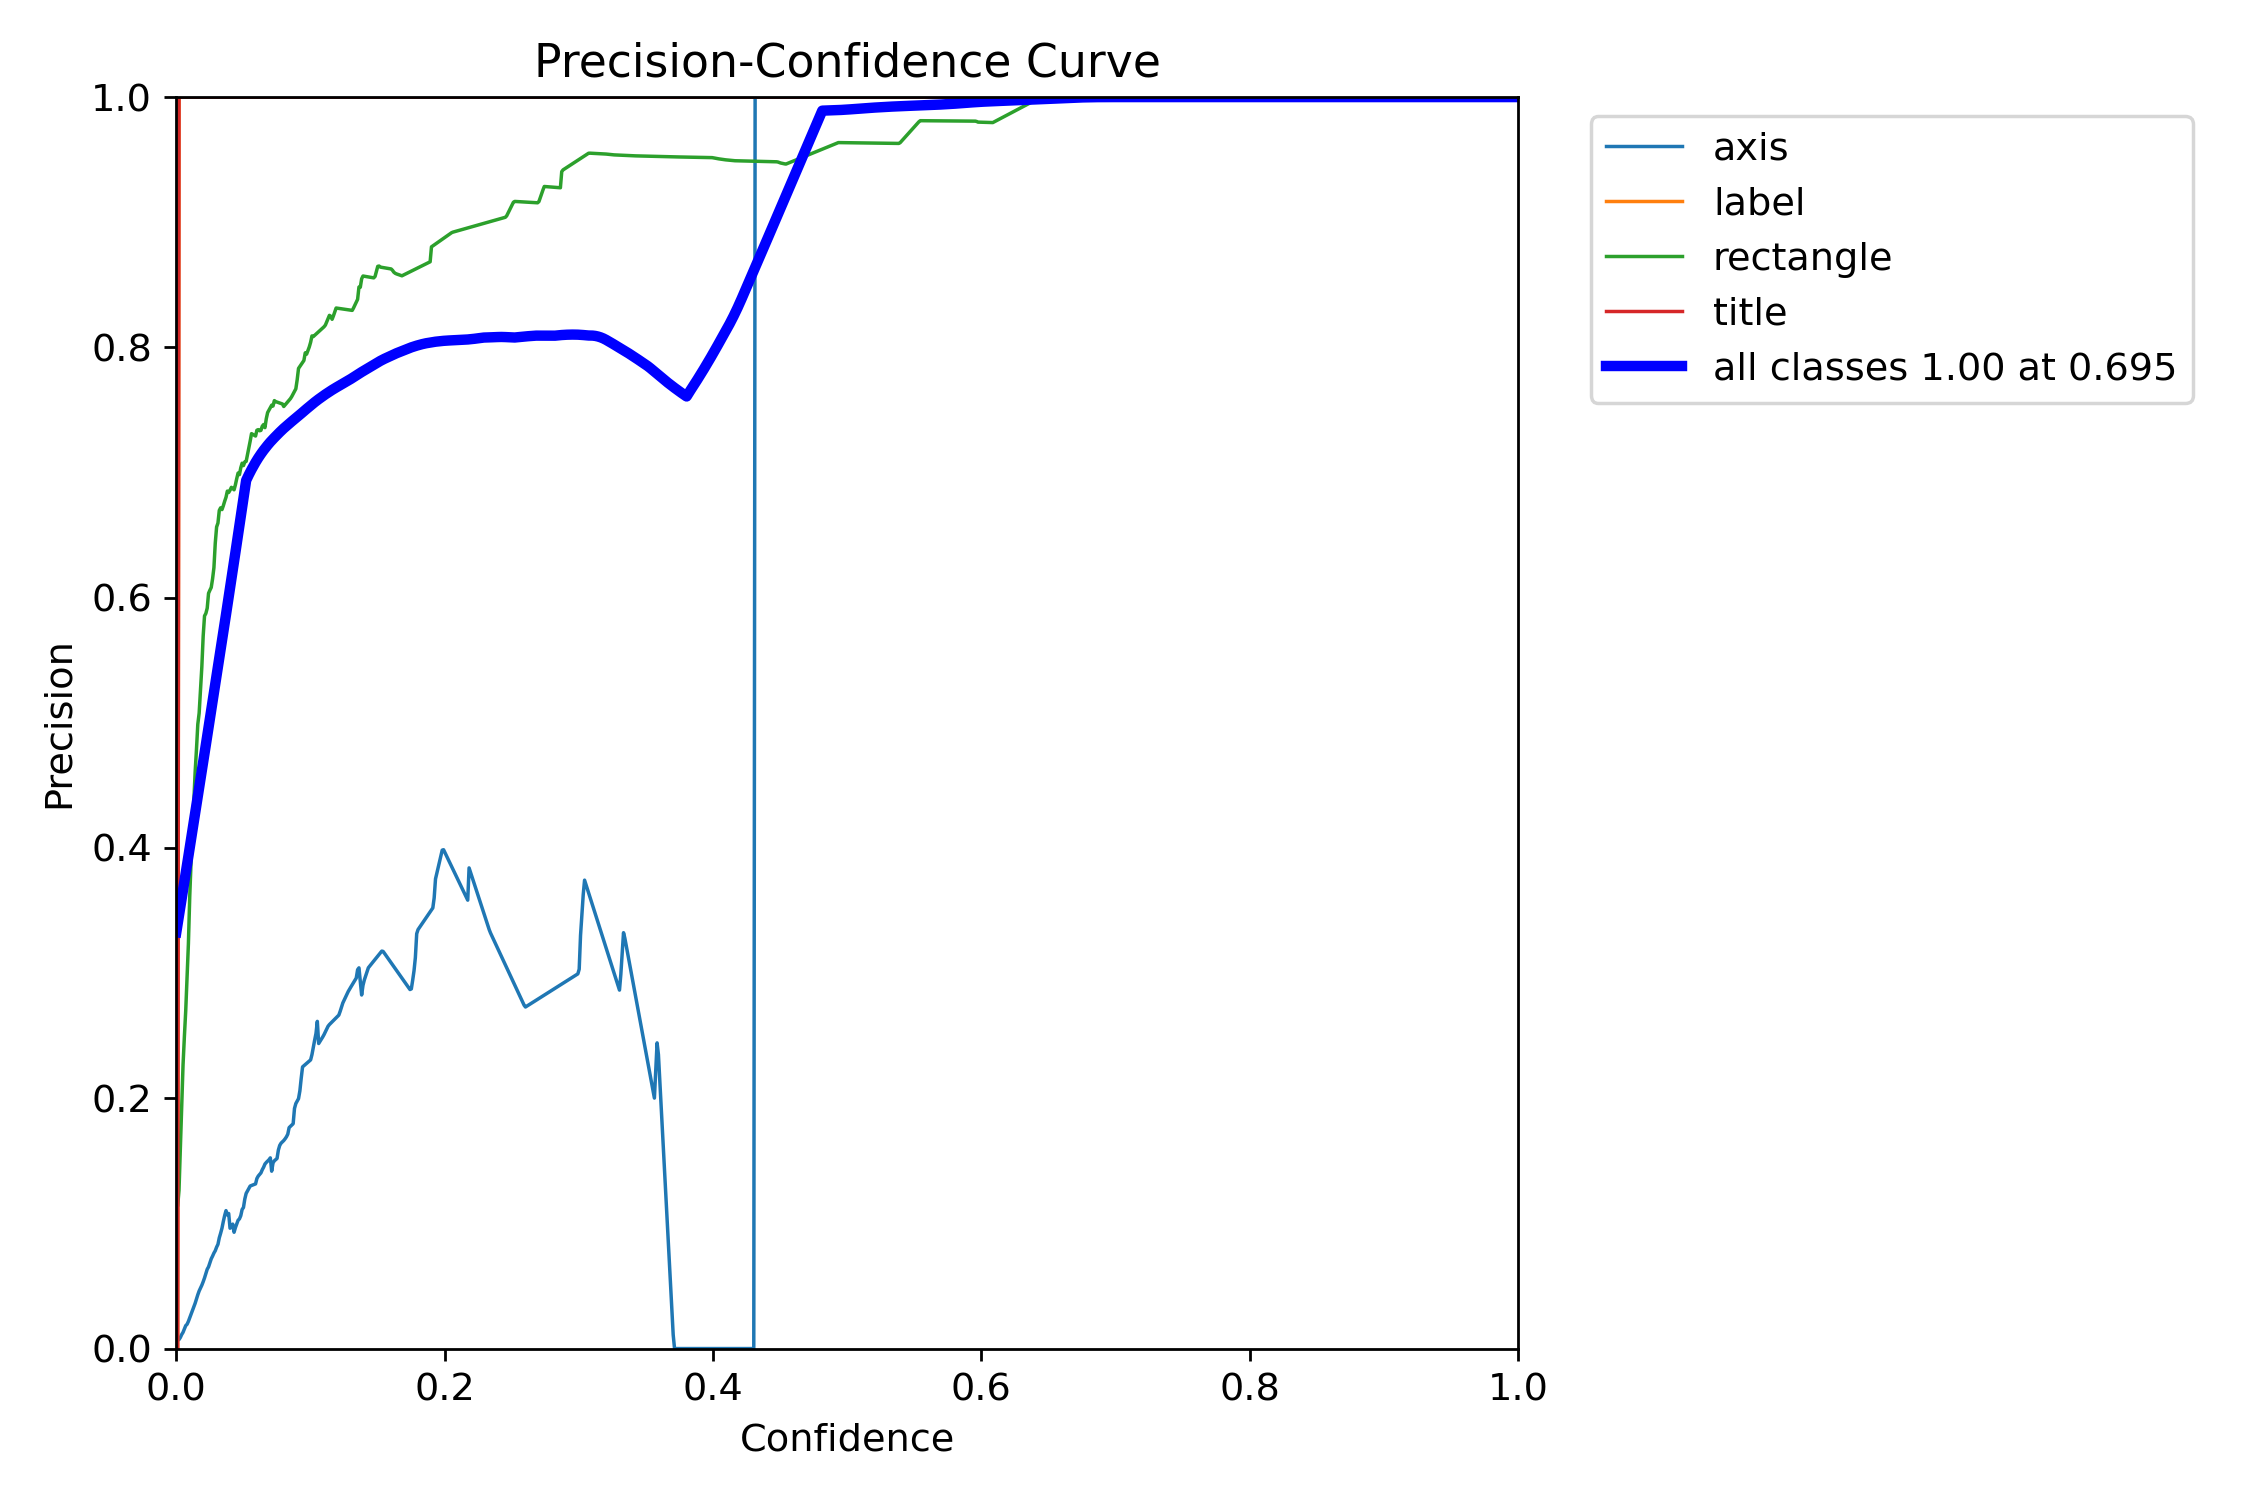 Precision-Confidence Curve
1.0
0.8
0.6
0.4
0.2
0.0
Precision
0.0 0.2 0.4 0.6 0.8 1.0
Confidence
axis
label
rectangle
title
all classes 1.00 at 0.695